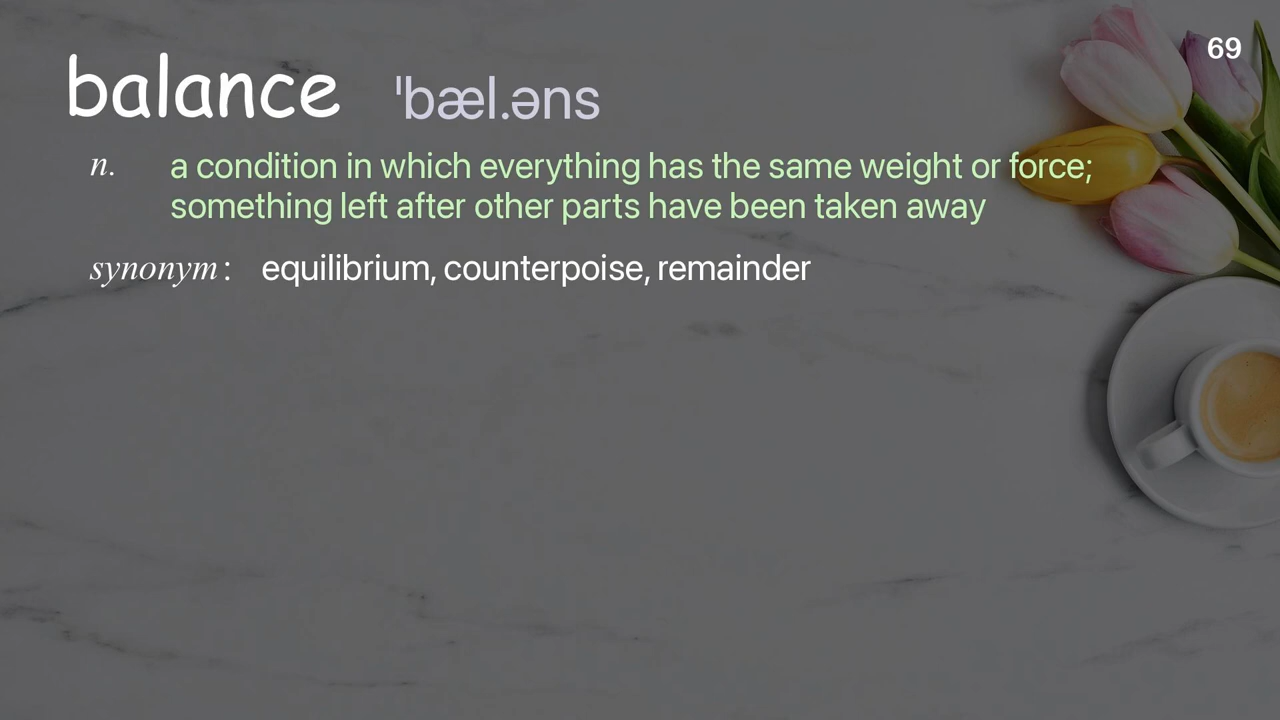 69
balance ˈbæl.əns
n. a condition in which everything has the same weight or force;
something left after other parts have been taken away
synonym: equilibrium, counterpoise, remainder